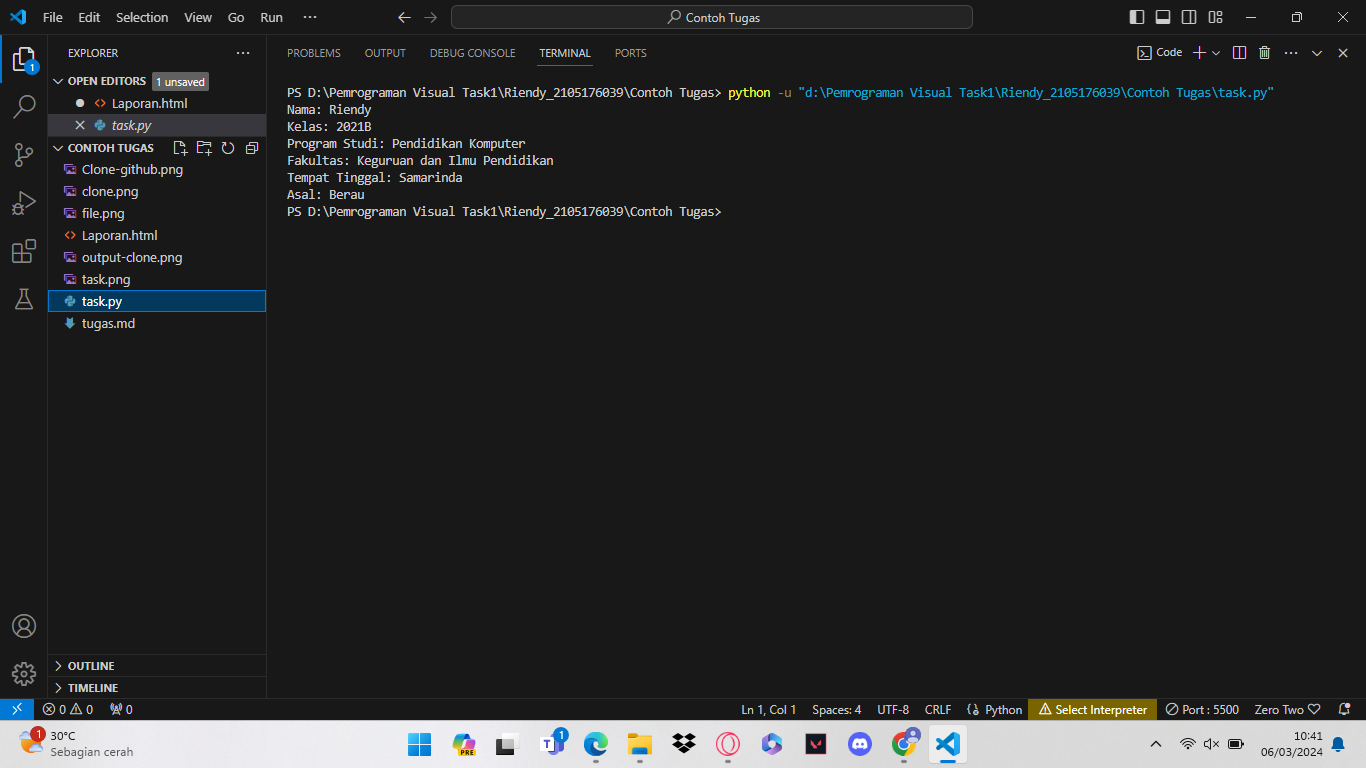 File Edit Selection View Go Run ···
Contoh Tugas
EXPLORER
OPEN EDITORS 1 unsaved
Laporan.html
task.py
CONTOH TUGAS
Clone-github.png
clone.png
file.png
Laporan.html
output-clone.png
task.png
task.py
tugas.md
OUTLINE
TIMELINE
PROBLEMS OUTPUT DEBUG CONSOLE TERMINAL PORTS
Code
PS D:\Pemrograman Visual Task1\Riendy_2105176039\Contoh Tugas> python -u "d:\Pemrograman Visual Task1\Riendy_2105176039\Contoh Tugas\task.py"
Nama: Riendy
Kelas: 2021B
Program Studi: Pendidikan Komputer
Fakultas: Keguruan dan Ilmu Pendidikan
Tempat Tinggal: Samarinda
Asal: Berau
PS D:\Pemrograman Visual Task1\Riendy_2105176039\Contoh Tugas>
1
0 0 0
Ln 1, Col 1 Spaces: 4 UTF-8 CRLF Python Select Interpreter Port : 5500 Zero Two
1 30°C
Sebagian cerah
PRE
1
10:41
06/03/2024